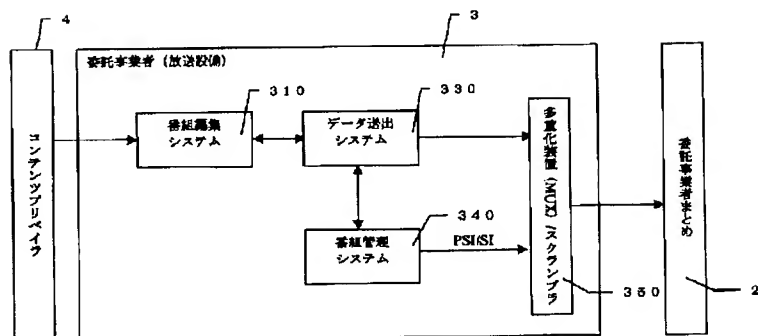 4
3
委託事業者（放送設備）
310
330
番組編集
システム
データ送出
システム
340
番組管理
システム
PSI/SI
コンテンツプリペイラ
多重化装置（MUX）/スクランブラ
350
委託事業者まとめ
2